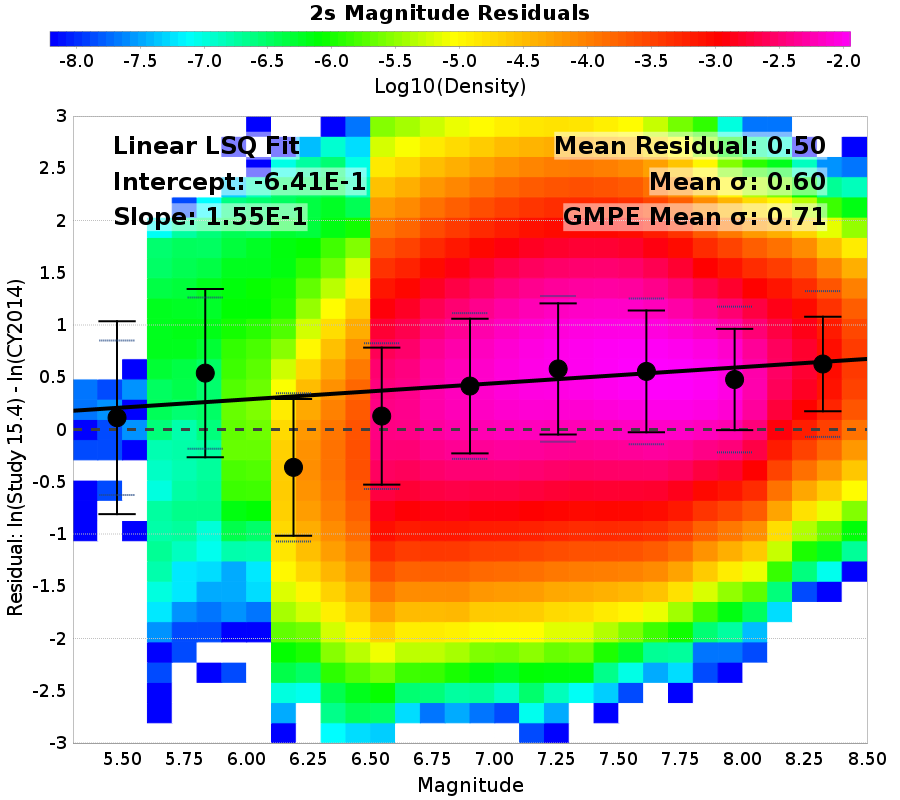 2s Magnitude Residuals
-8.0 -7.5 -7.0 -6.5 -6.0 -5.5 -5.0 -4.5 -4.0 -3.5 -3.0 -2.5 -2.0
Log10(Density)
Linear LSQ Fit
Intercept: -6.41E-1
Slope: 1.55E-1
Mean Residual: 0.50
Mean σ: 0.60
GMPE Mean σ: 0.71
Residual: ln(Study 15.4) - ln(CY2014)
3
2.5
2
1.5
1
0.5
0
-0.5
-1
-1.5
-2
-2.5
-3
5.50 5.75 6.00 6.25 6.50 6.75 7.00 7.25 7.50 7.75 8.00 8.25 8.50
Magnitude